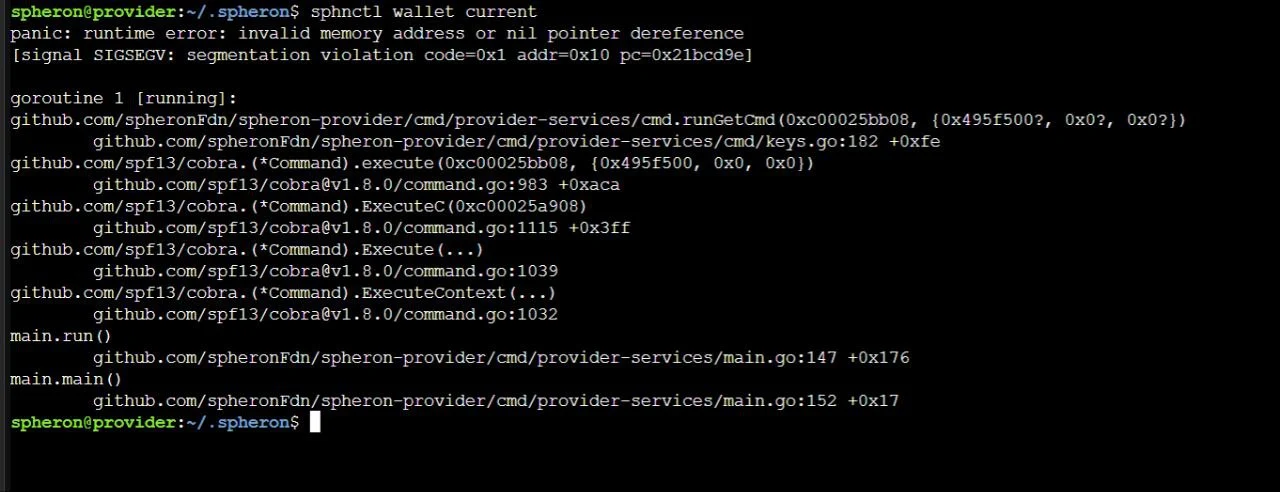 spheron@provider:~/.spheron$ sphnctl wallet current
panic: runtime error: invalid memory address or nil pointer dereference
[signal SIGSEGV: segmentation violation code=0x1 addr=0x10 pc=0x21bcd9e]
goroutine 1 [running]:
github.com/spheronFdn/spheron-provider/cmd/provider-services/cmd.runGetCmd(0xc00025bb08, {0x495f500?, 0x0?, 0x0?})
github.com/spheronFdn/spheron-provider/cmd/provider-services/cmd/keys.go:182 +0xfe
github.com/spf13/cobra.(*Command).execute(0xc00025bb08, {0x495f500, 0x0, 0x0})
github.com/spf13/cobra@v1.8.0/command.go:983 +0xaca
github.com/spf13/cobra.(*Command).ExecuteC(0xc00025a908)
github.com/spf13/cobra@v1.8.0/command.go:1115 +0x3ff
github.com/spf13/cobra.(*Command).Execute(...)
github.com/spf13/cobra@v1.8.0/command.go:1039
github.com/spf13/cobra.(*Command).ExecuteContext(...)
github.com/spf13/cobra@v1.8.0/command.go:1032
main.run()
github.com/spheronFdn/spheron-provider/cmd/provider-services/main.go:147 +0x176
main.main()
github.com/spheronFdn/spheron-provider/cmd/provider-services/main.go:152 +0x17
spheron@provider:~/.spheron$